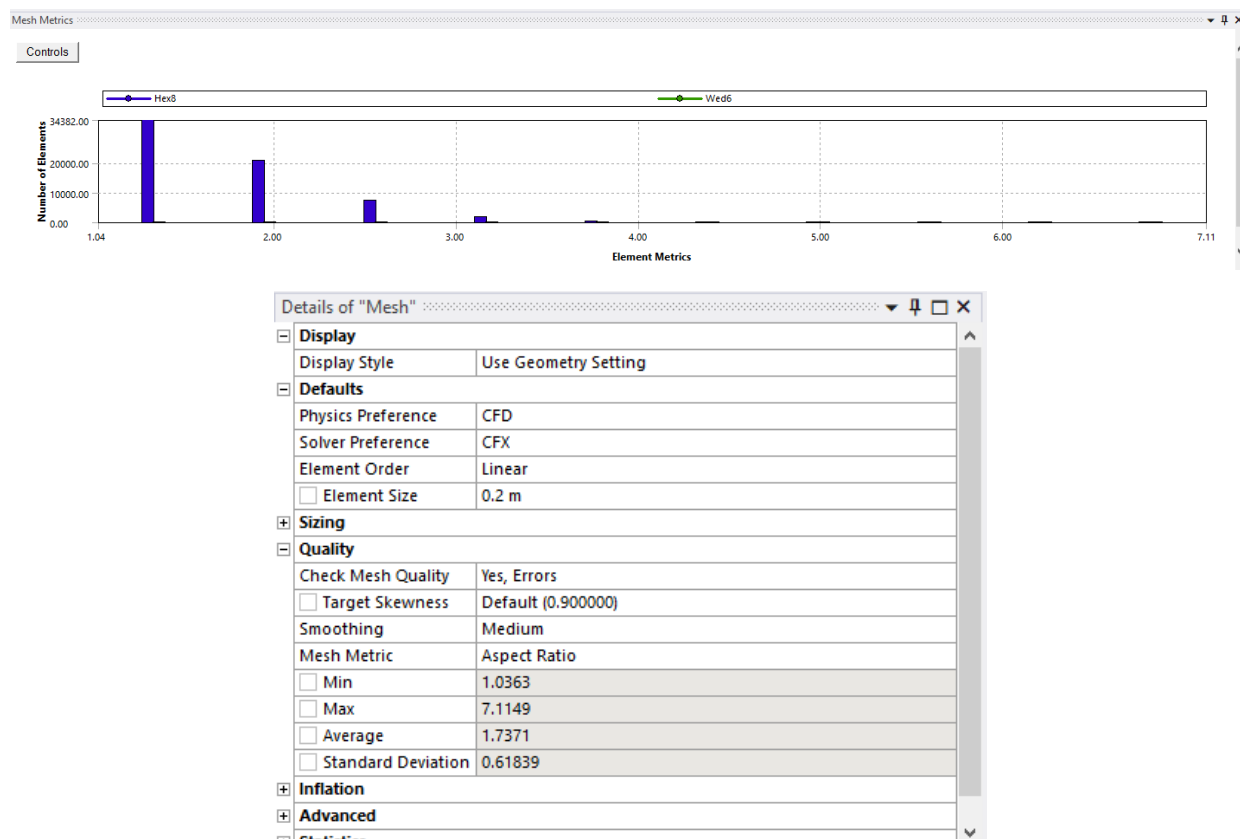 Mesh Metrics
Controls
Hex8 Wed6
34382.00
20000.00
10000.00
0.00
Number of Elements
1.04 2.00 3.00 4.00 5.00 6.00 7.11
Element Metrics
Details of "Mesh"
Display
Display Style Use Geometry Setting
Defaults
Physics Preference CFD
Solver Preference CFX
Element Order Linear
Element Size 0.2 m
Sizing
Quality
Check Mesh Quality Yes, Errors
Target Skewness Default (0.900000)
Smoothing Medium
Mesh Metric Aspect Ratio
Min 1.0363
Max 7.1149
Average 1.7371
Standard Deviation 0.61839
Inflation
Advanced